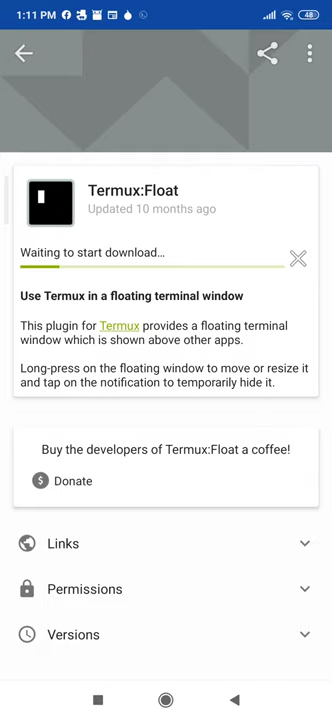 1:11 PM
48
Termux:Float
Updated 10 months ago
Waiting to start download…
Use Termux in a floating terminal window
This plugin for Termux provides a floating terminal
window which is shown above other apps.
Long-press on the floating window to move or resize it
and tap on the notification to temporarily hide it.
Buy the developers of Termux:Float a coffee!
$ Donate
Links
Permissions
Versions